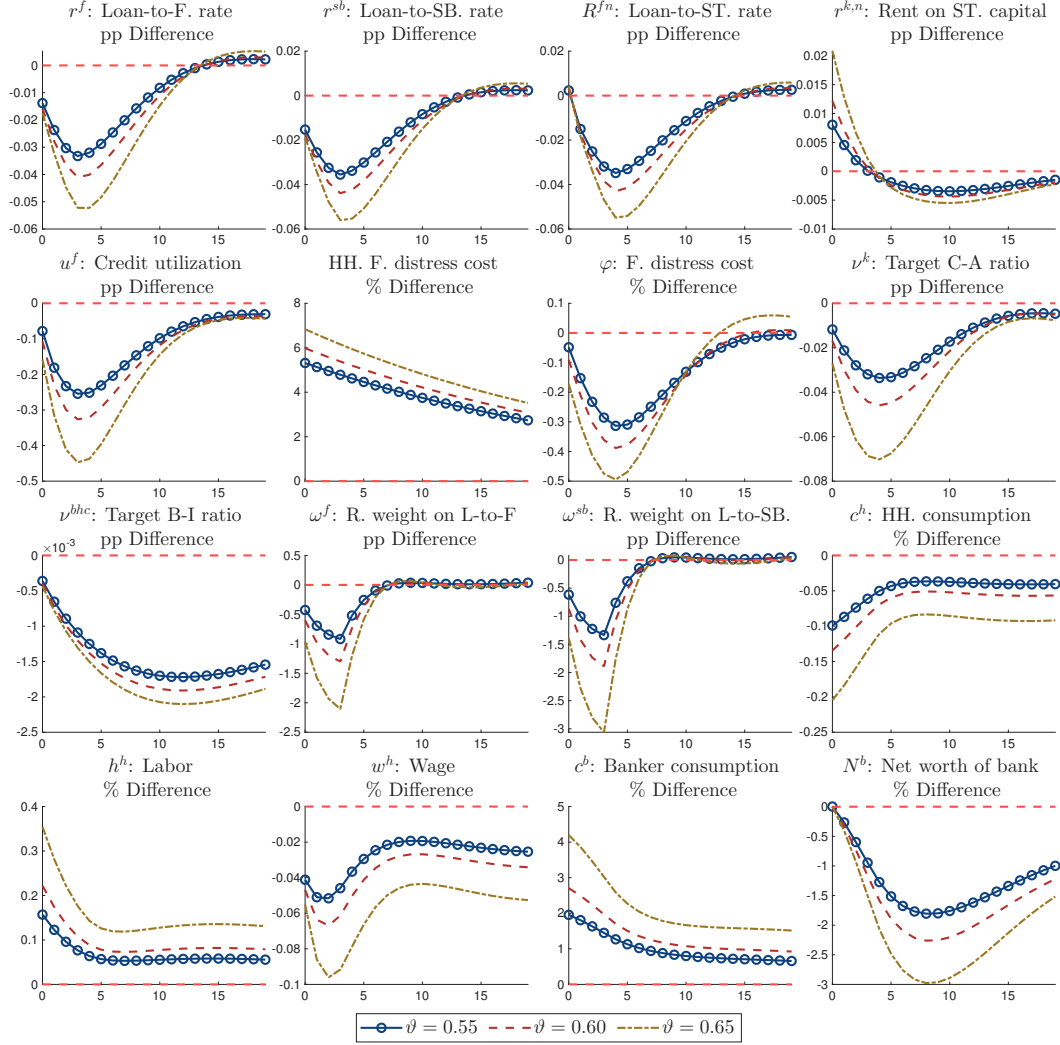 r^f: Loan-to-F. rate
pp Difference
0
-0.01
-0.02
-0.03
-0.04
-0.05
-0.06
0 5 10 15
r^{sb}: Loan-to-SB. rate
pp Difference
0.02
0
-0.02
-0.04
-0.06
0 5 10 15
R^{fn}: Loan-to-ST. rate
pp Difference
0.02
0
-0.02
-0.04
-0.06
0 5 10 15
r^{k,n}: Rent on ST. capital
pp Difference
0.02
0.015
0.01
0.005
0
-0.005
-0.01
0 5 10 15
u^f: Credit utilization
pp Difference
0
-0.1
-0.2
-0.3
-0.4
-0.5
0 5 10 15
HH. F. distress cost
% Difference
8
6
4
2
0
0 5 10 15
φ: F. distress cost
% Difference
0.1
0
-0.1
-0.2
-0.3
-0.4
-0.5
0 5 10 15
ν^k: Target C-A ratio
pp Difference
0
-0.02
-0.04
-0.06
-0.08
0 5 10 15
ν^{bhc}: Target B-I ratio
pp Difference
×10^{-3}
0
-0.5
-1
-1.5
-2
-2.5
0 5 10 15
ω^f: R. weight on L-to-F
pp Difference
0.5
0
-0.5
-1
-1.5
-2
-2.5
0 5 10 15
ω^{sb}: R. weight on L-to-SB.
pp Difference
0
-0.5
-1
-1.5
-2
-2.5
-3
0 5 10 15
c^h: HH. consumption
% Difference
0
-0.05
-0.1
-0.15
-0.2
-0.25
0 5 10 15
h^h: Labor
% Difference
0.4
0.3
0.2
0.1
0
0 5 10 15
w^h: Wage
% Difference
0
-0.02
-0.04
-0.06
-0.08
-0.1
0 5 10 15
c^b: Banker consumption
% Difference
5
4
3
2
1
0
0 5 10 15
N^b: Net worth of bank
% Difference
0
-0.5
-1
-1.5
-2
-2.5
-3
0 5 10 15
ϑ = 0.55 ϑ = 0.60 ϑ = 0.65